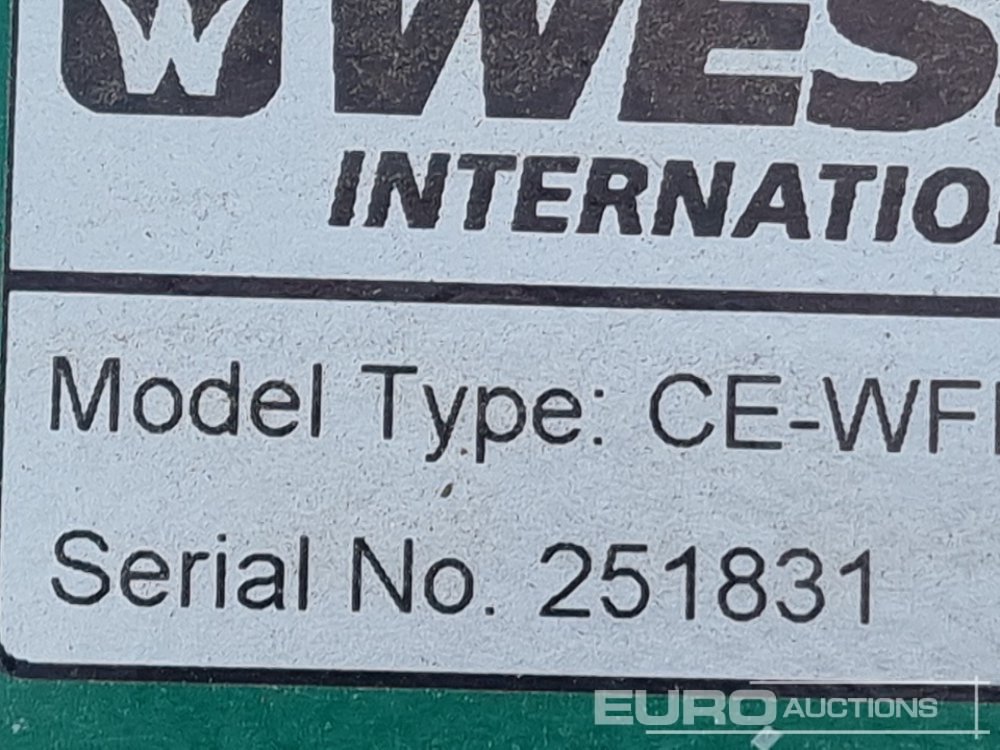 WES
INTERNATIO
Model Type: CE-WF
Serial No. 251831
EURO AUCTIONS